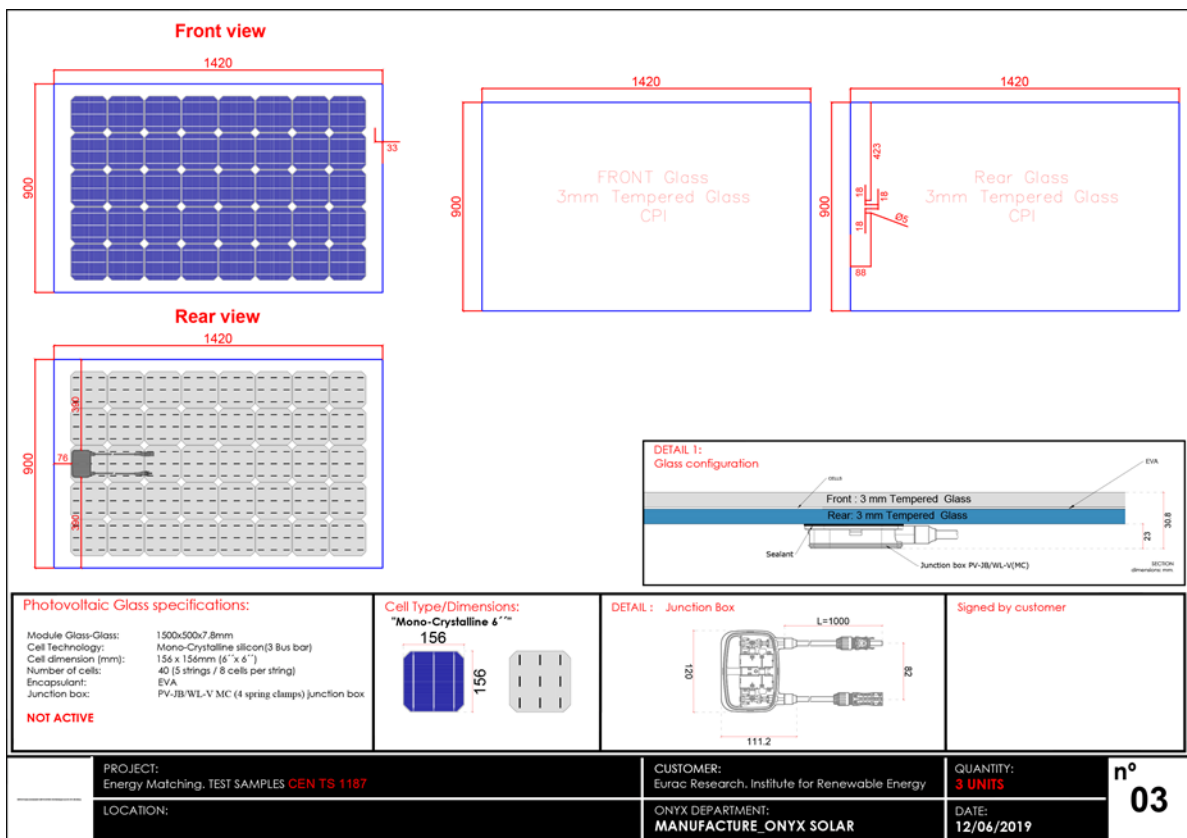 Front view
1420
900
33
1420
900
FRONT Glass
3mm Tempered Glass
CPI
1420
900
423
18
18
18
Ø5
88
Rear Glass
3mm Tempered Glass
CPI
Rear view
1420
900
390
76
390
DETAIL 1:
Glass configuration
CELLS
EVA
Front : 3 mm Tempered Glass
Rear: 3 mm Tempered Glass
30.8
23
Sealant
Junction box PV-JB/WL-V(MC)
SECTION
dimensions: mm
Photovoltaic Glass specifications:
Module Glass-Glass: 1500x500x7.8mm
Cell Technology: Mono-Crystalline silicon(3 Bus bar)
Cell dimension (mm): 156 x 156mm (6´´x 6´´)
Number of cells: 40 (5 strings / 8 cells per string)
Encapsulant: EVA
Junction box: PV-JB/WL-V MC (4 spring clamps) junction box
NOT ACTIVE
Cell Type/Dimensions:
"Mono-Crystalline 6´´"
156
156
DETAIL : Junction Box
L=1000
120
82
111.2
Signed by customer
PROJECT:
Energy Matching. TEST SAMPLES CEN TS 1187
LOCATION:
CUSTOMER:
Eurac Research. Institute for Renewable Energy
ONYX DEPARTMENT:
MANUFACTURE_ONYX SOLAR
QUANTITY:
3 UNITS
DATE:
12/06/2019
nº
03